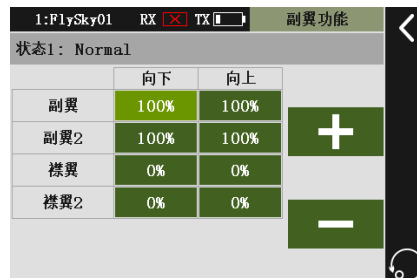 1:FlySky01 RX TX 副翼功能
状态1: Normal
向下 向上
副翼 100% 100%
副翼2 100% 100%
襟翼 0% 0%
襟翼2 0% 0%